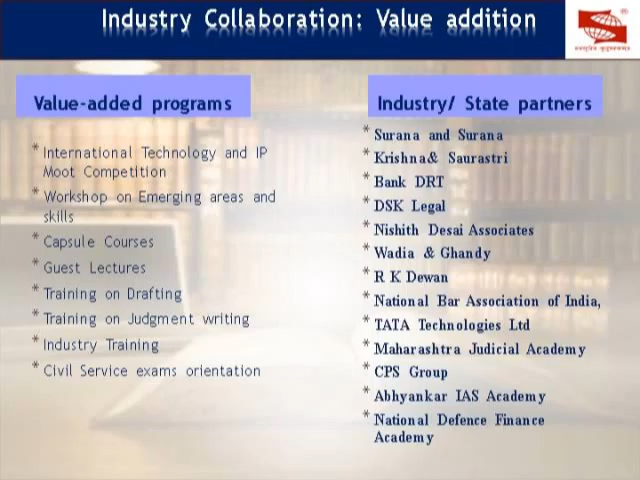 Industry Collaboration: Value addition
Value-added programs
* International Technology and IP
Moot Competition
* Workshop on Emerging areas and
skills
* Capsule Courses
* Guest Lectures
* Training on Drafting
* Training on Judgment writing
* Industry Training
* Civil Service exams orientation
Industry/ State partners
* Surana and Surana
* Krishna& Saurastri
* Bank DRT
* DSK Legal
* Nishith Desai Associates
* Wadia & Ghandy
* R K Dewan
* National Bar Association of India,
* TATA Technologies Ltd
* Maharashtra Judicial Academy
* CPS Group
* Abhyankar IAS Academy
* National Defence Finance
Academy